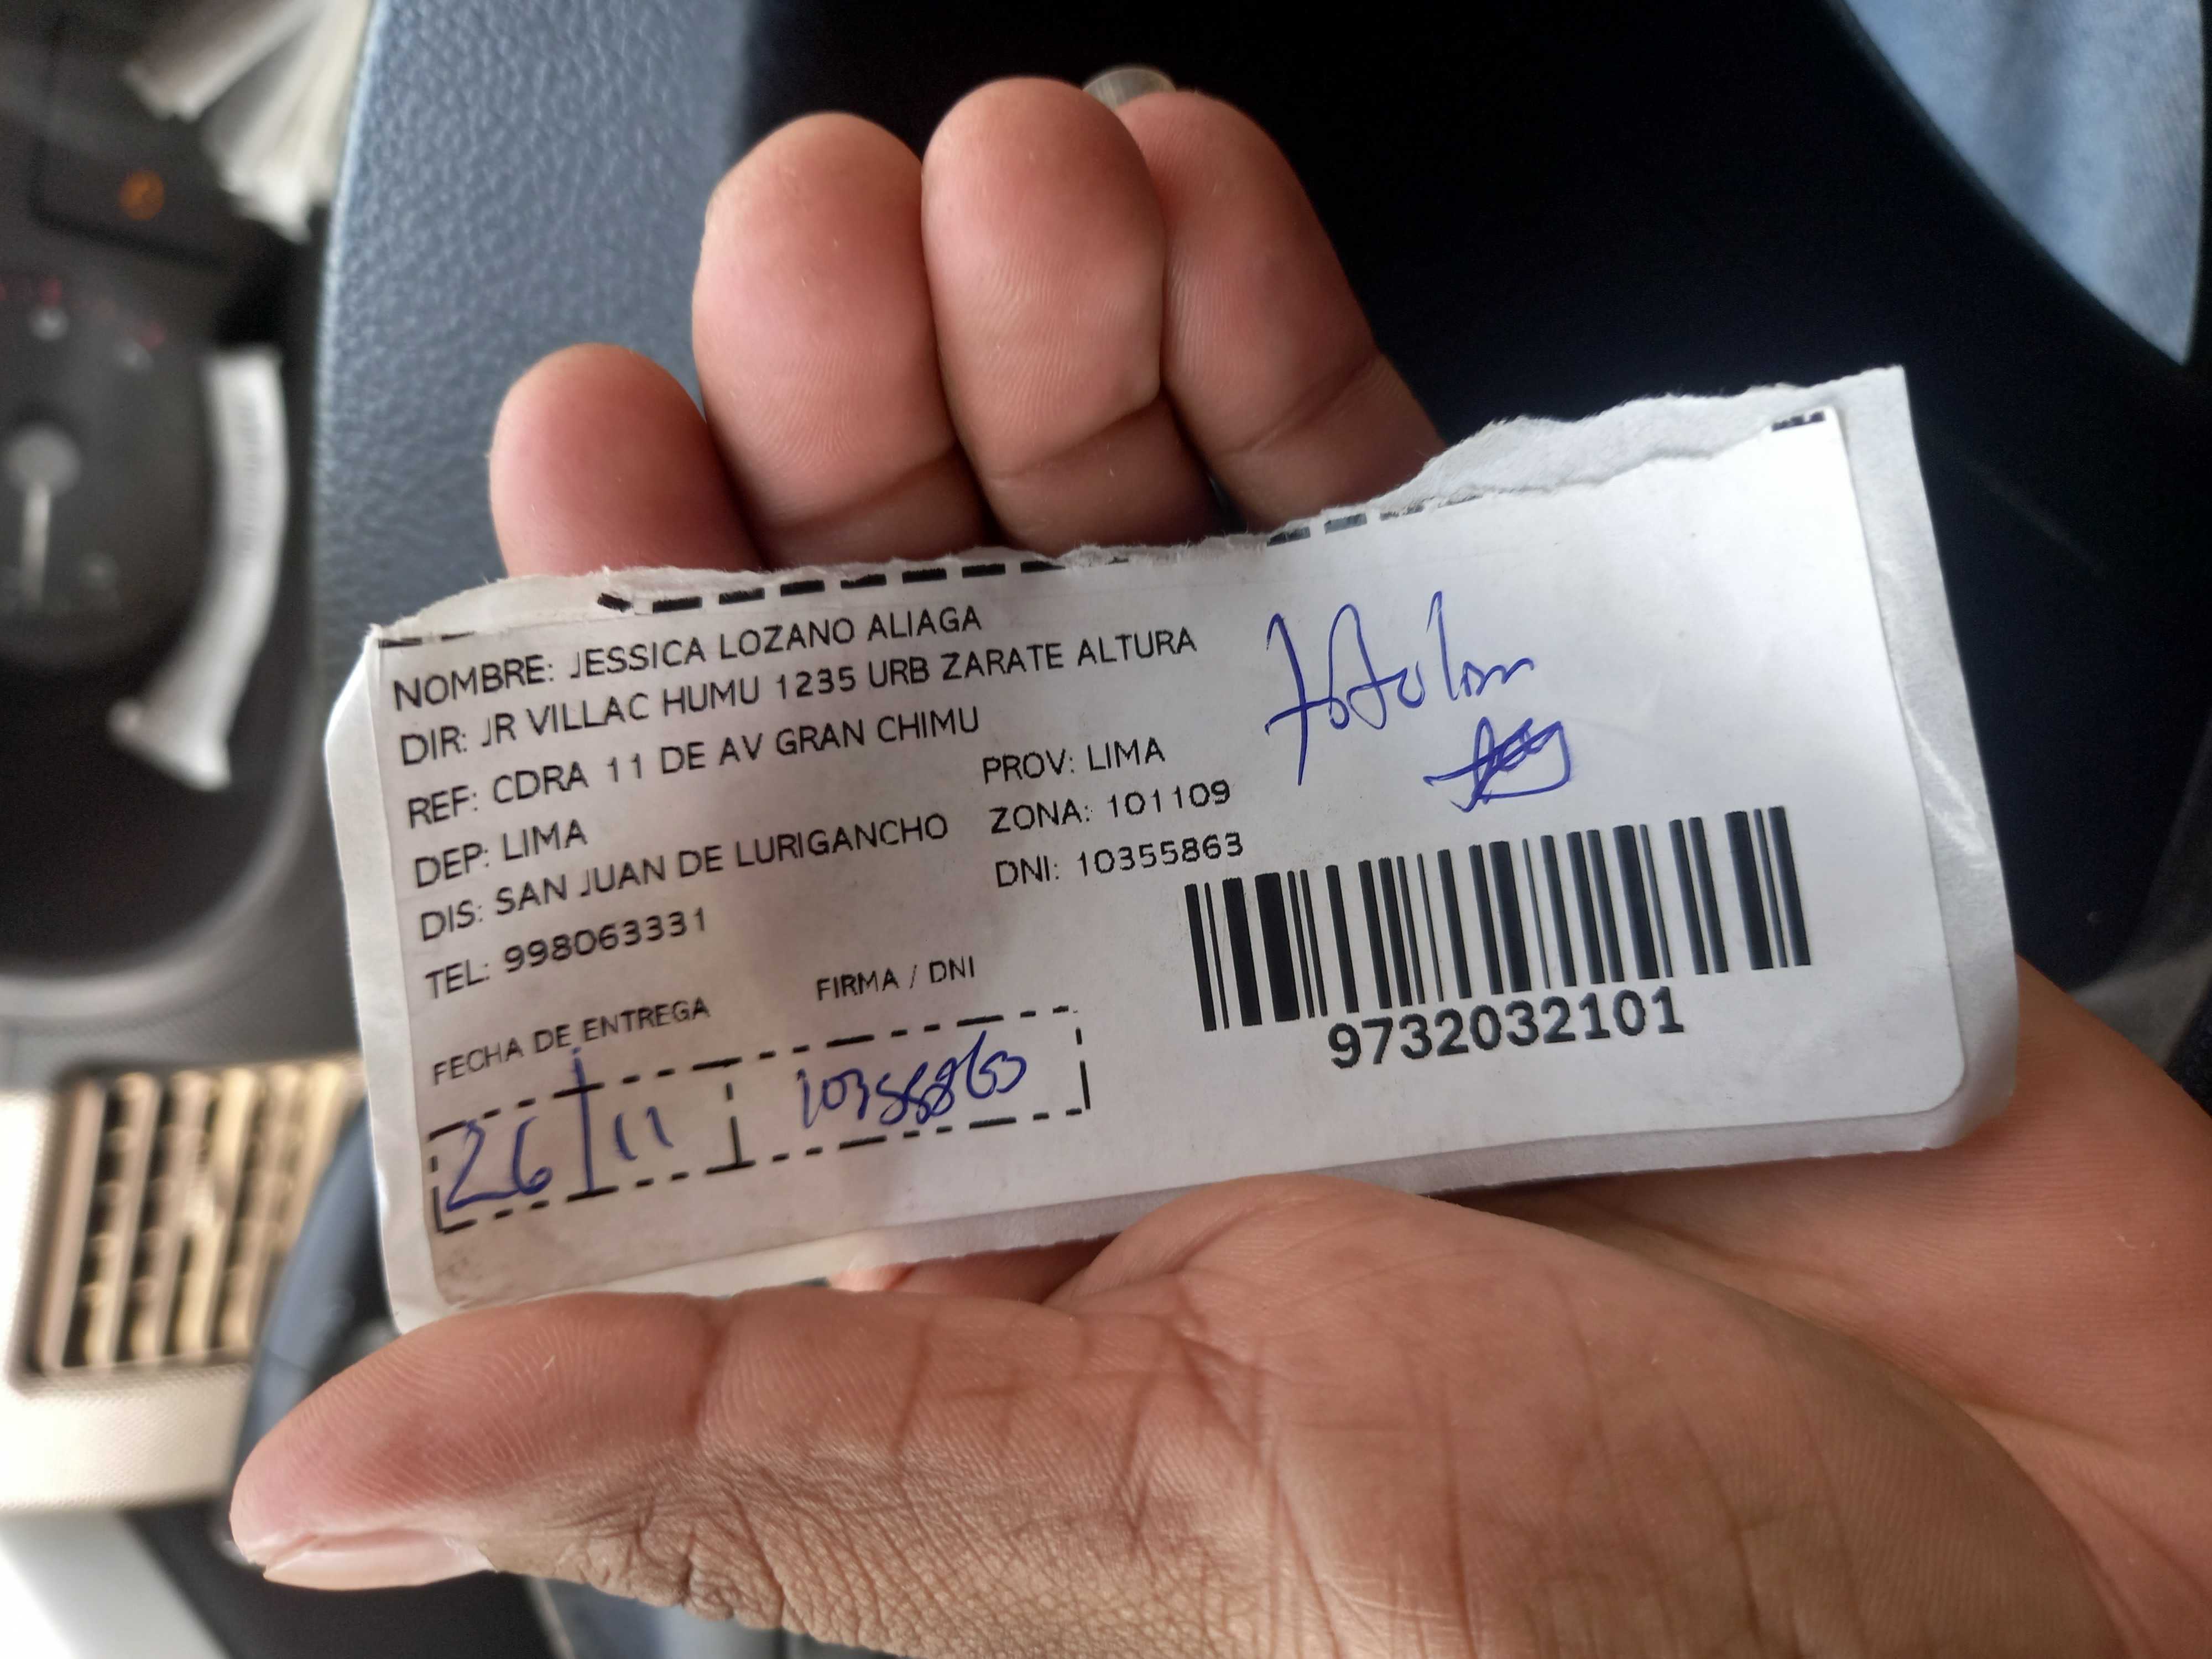 NOMBRE: JESSICA LOZANO ALIAGA
DIR: JR VILLAC HUMU 1235 URB ZARATE ALTURA
REF: CDRA 11 DE AV GRAN CHIMU
DEP: LIMA PROV: LIMA
DIS: SAN JUAN DE LURIGANCHO ZONA: 101109
TEL: 998063331 DNI: 10355863
FECHA DE ENTREGA FIRMA / DNI
26/11 10355863
9732032101